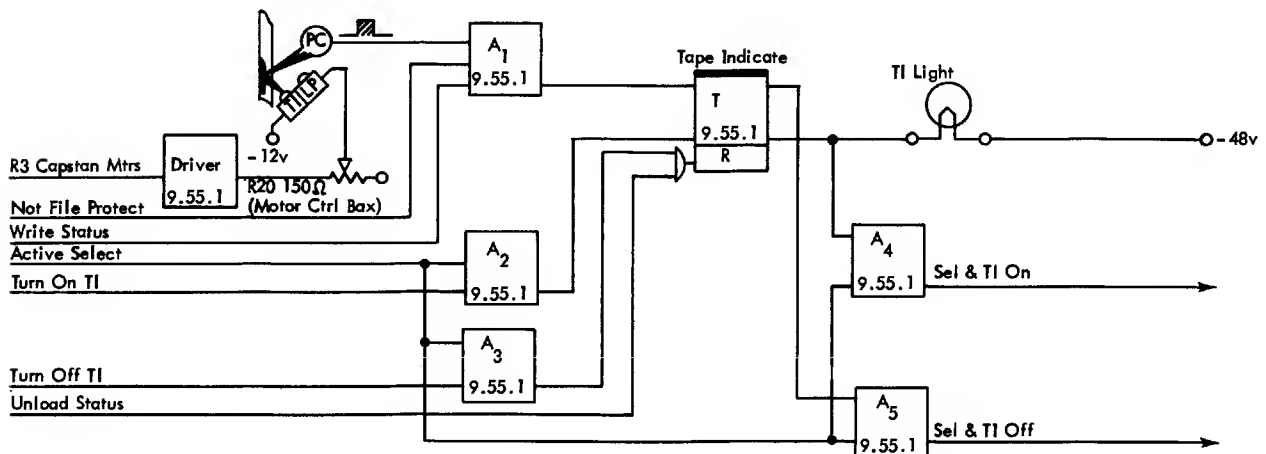 PC
TI LP
-12v
A1
9.55.1
Tape Indicate
T
9.55.1
R
TI Light
-48v
R3 Capstan Mtrs
Driver
9.55.1
R20 150Ω
(Motor Ctrl Bax)
Not File Protect
Write Status
Active Select
Turn On TI
A2
9.55.1
A3
9.55.1
Turn Off TI
Unload Status
A4
9.55.1
Sel & TI On
A5
9.55.1
Sel & TI Off